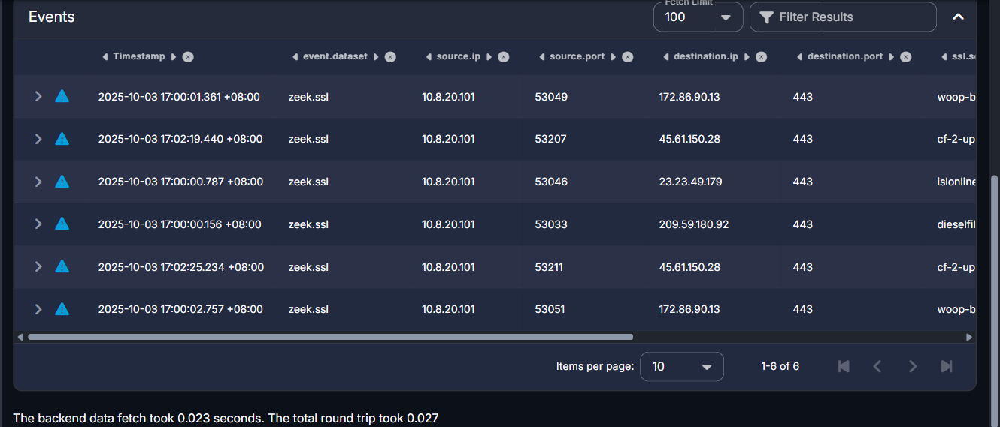 Fetch Limit
Events 100 Filter Results
Timestamp event.dataset source.ip source.port destination.ip destination.port
2025-10-03 17:00:01.361 +08:00 zeek.ssl 10.8.20.101 53049 172.86.90.13 443 woop-b
2025-10-03 17:02:19.440 +08:00 zeek.ssl 10.8.20.101 53207 45.61.150.28 443 cf-2-up
2025-10-03 17:00:00.787 +08:00 zeek.ssl 10.8.20.101 53046 23.23.49.179 443 islonline
2025-10-03 17:00:00.156 +08:00 zeek.ssl 10.8.20.101 53033 209.59.180.92 443 dieselfil
2025-10-03 17:02:25.234 +08:00 zeek.ssl 10.8.20.101 53211 45.61.150.28 443 cf-2-up
2025-10-03 17:00:02.757 +08:00 zeek.ssl 10.8.20.101 53051 172.86.90.13 443 woop-b
Items per page: 10 1-6 of 6
The backend data fetch took 0.023 seconds. The total round trip took 0.027